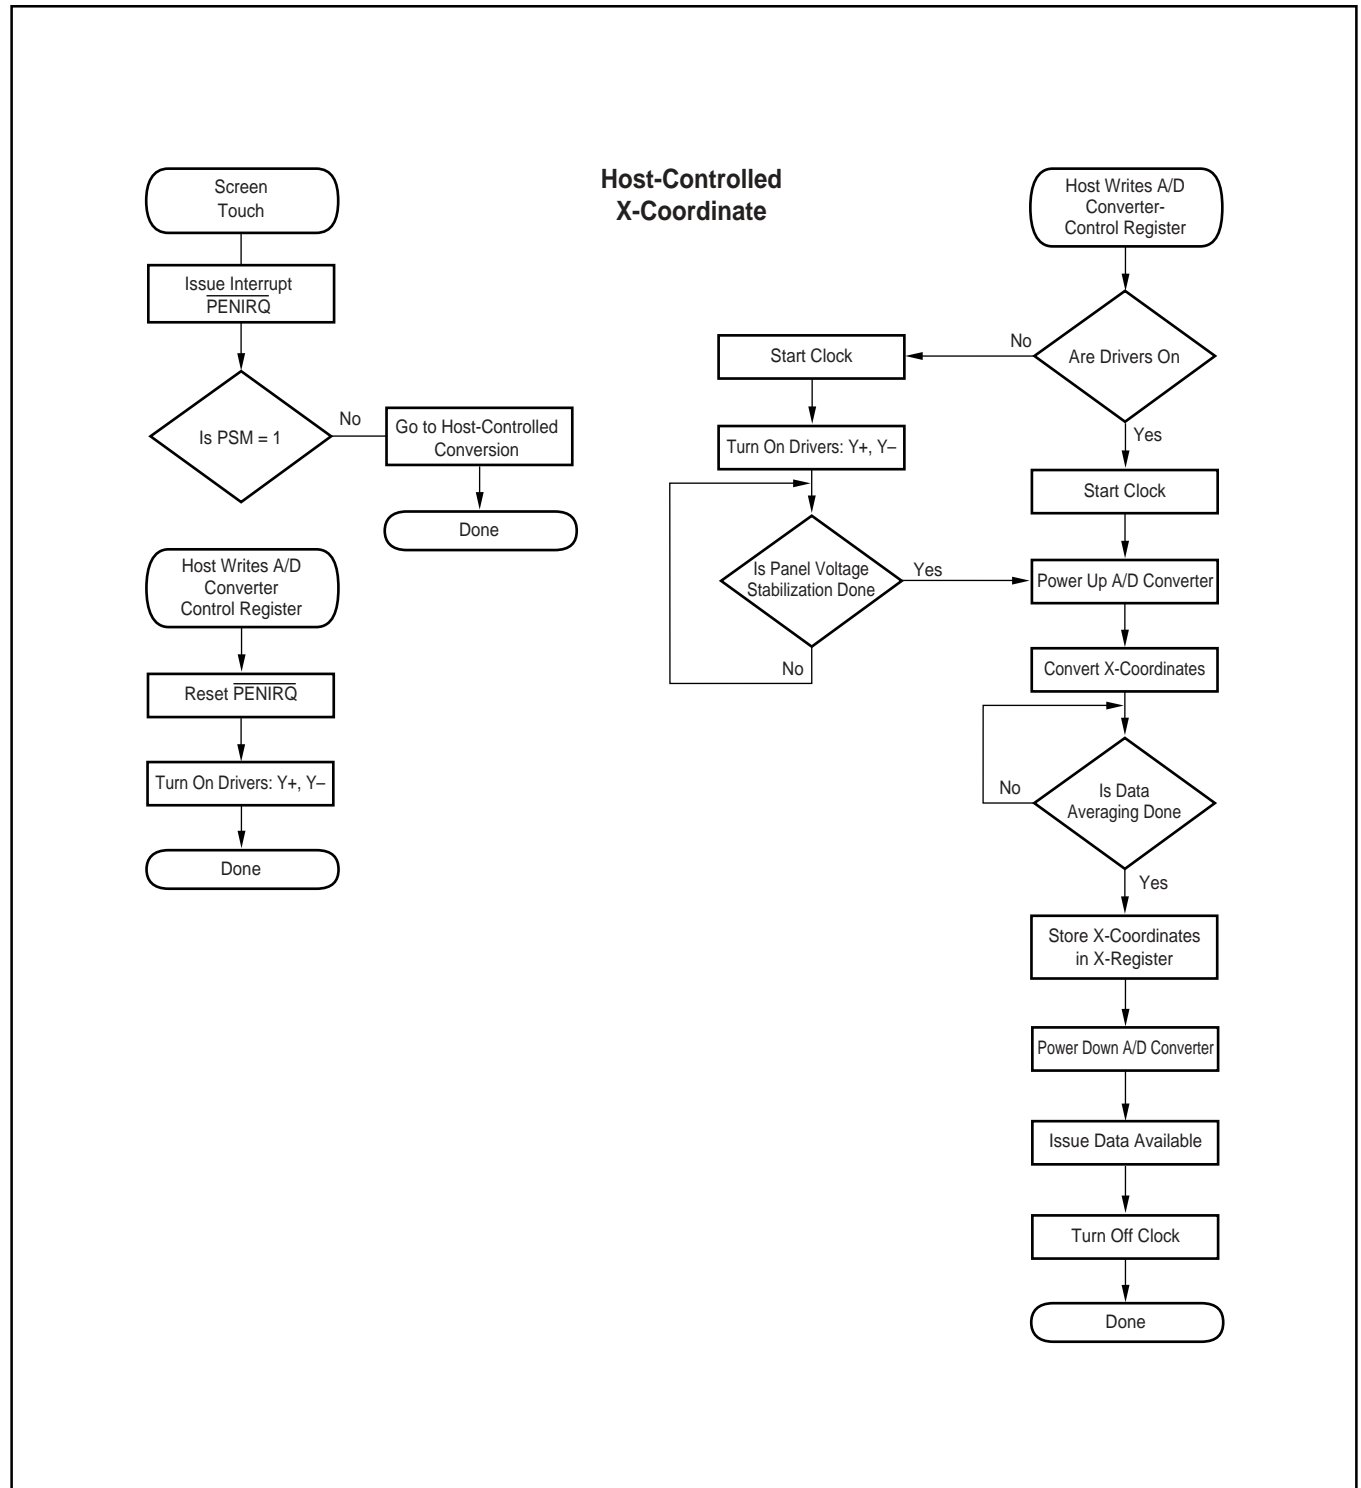 Host-Controlled
X-Coordinate
Screen
Touch
Issue Interrupt
PENIRQ
Is PSM = 1
No
Go to Host-Controlled
Conversion
Done
Host Writes A/D
Converter
Control Register
Reset PENIRQ
Turn On Drivers: Y+, Y–
Done
Host Writes A/D
Converter-
Control Register
Are Drivers On
No
Start Clock
Turn On Drivers: Y+, Y–
Is Panel Voltage
Stabilization Done
No
Yes
Yes
Start Clock
Power Up A/D Converter
Convert X-Coordinates
Is Data
Averaging Done
No
Yes
Store X-Coordinates
in X-Register
Power Down A/D Converter
Issue Data Available
Turn Off Clock
Done